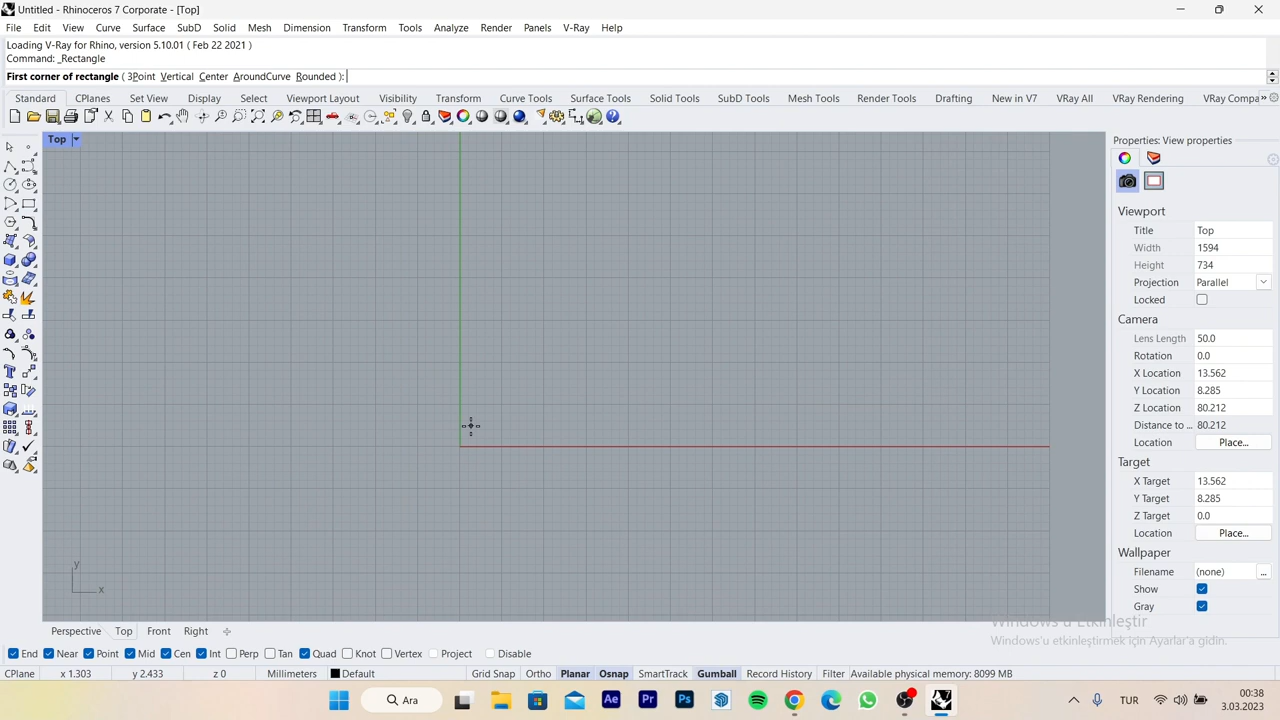 Untitled - Rhinoceros 7 Corporate - [Top]
File Edit View Curve Surface SubD Solid Mesh Dimension Transform Tools Analyze Render Panels V-Ray Help
Loading V-Ray for Rhino, version 5.10.01 ( Feb 22 2021 )
Command: _Rectangle
First corner of rectangle ( 3Point Vertical Center AroundCurve Rounded ):
Standard CPlanes Set View Display Select Viewport Layout Visibility Transform Curve Tools Surface Tools Solid Tools SubD Tools Mesh Tools Render Tools Drafting New in V7 VRay All VRay Rendering VRay Compa
Top
Properties: View properties
Viewport
Title Top
Width 1594
Height 734
Projection Parallel
Locked
Camera
Lens Length 50.0
Rotation 0.0
X Location 13.562
Y Location 8.285
Z Location 80.212
Distance to ... 80.212
Location Place...
Target
X Target 13.562
Y Target 8.285
Z Target 0.0
Location Place...
Wallpaper
Filename (none) ...
Show
Gray
y
x
Windows'u Etkinleştir
Windows'u etkinleştirmek için Ayarlar'a gidin.
Perspective Top Front Right
End Near Point Mid Cen Int Perp Tan Quad Knot Vertex Project Disable
CPlane x 1.303 y 2.433 z 0 Millimeters Default Grid Snap Ortho Planar Osnap SmartTrack Gumball Record History Filter Available physical memory: 8099 MB
Ara
Ae Pr Ps
TUR
20:38
3.03.2023